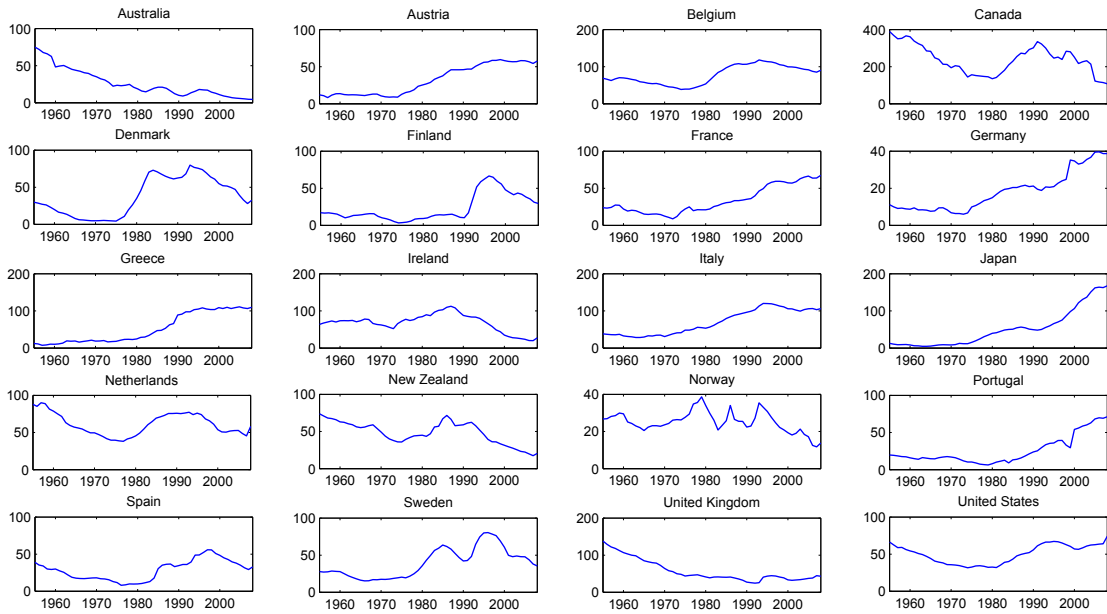 Australia Austria Belgium Canada
100 100 200 400
50 50 100 200
0 0 0 0
1960 1970 1980 1990 2000 1960 1970 1980 1990 2000 1960 1970 1980 1990 2000 1960 1970 1980 1990 2000
Denmark Finland France Germany
100 100 100 40
50 50 50 20
0 0 0 0
1960 1970 1980 1990 2000 1960 1970 1980 1990 2000 1960 1970 1980 1990 2000 1960 1970 1980 1990 2000
Greece Ireland Italy Japan
200 200 200 200
100 100 100 100
0 0 0 0
1960 1970 1980 1990 2000 1960 1970 1980 1990 2000 1960 1970 1980 1990 2000 1960 1970 1980 1990 2000
Netherlands New Zealand Norway Portugal
100 100 40 100
50 50 20 50
0 0 0 0
1960 1970 1980 1990 2000 1960 1970 1980 1990 2000 1960 1970 1980 1990 2000 1960 1970 1980 1990 2000
Spain Sweden United Kingdom United States
100 100 200 100
50 50 100 50
0 0 0 0
1960 1970 1980 1990 2000 1960 1970 1980 1990 2000 1960 1970 1980 1990 2000 1960 1970 1980 1990 2000